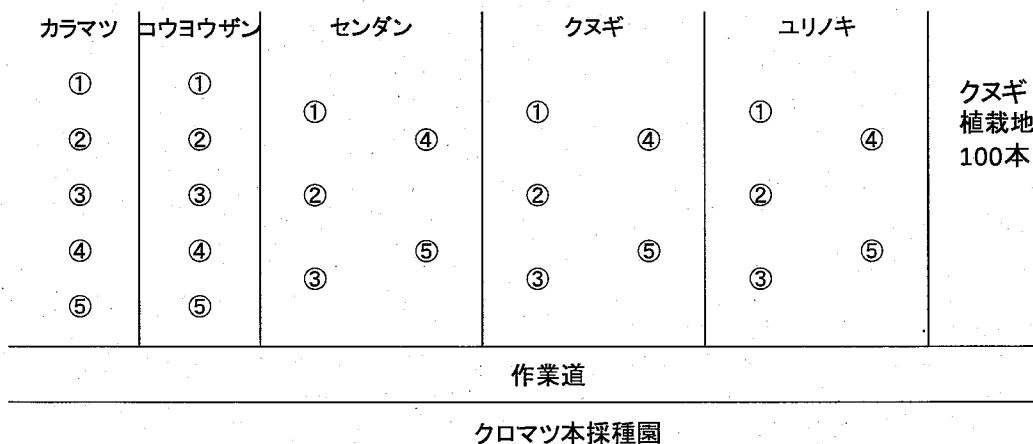 カラマツ コウヨウザン センダン クヌギ ユリノキ
① ① ① ① ① クヌギ
② ② ④ ④ ④ 植栽地
100本
③ ③ ② ② ②
④ ④ ⑤ ⑤ ⑤
⑤ ⑤ ③ ③ ③
作業道
クロマツ本採種園